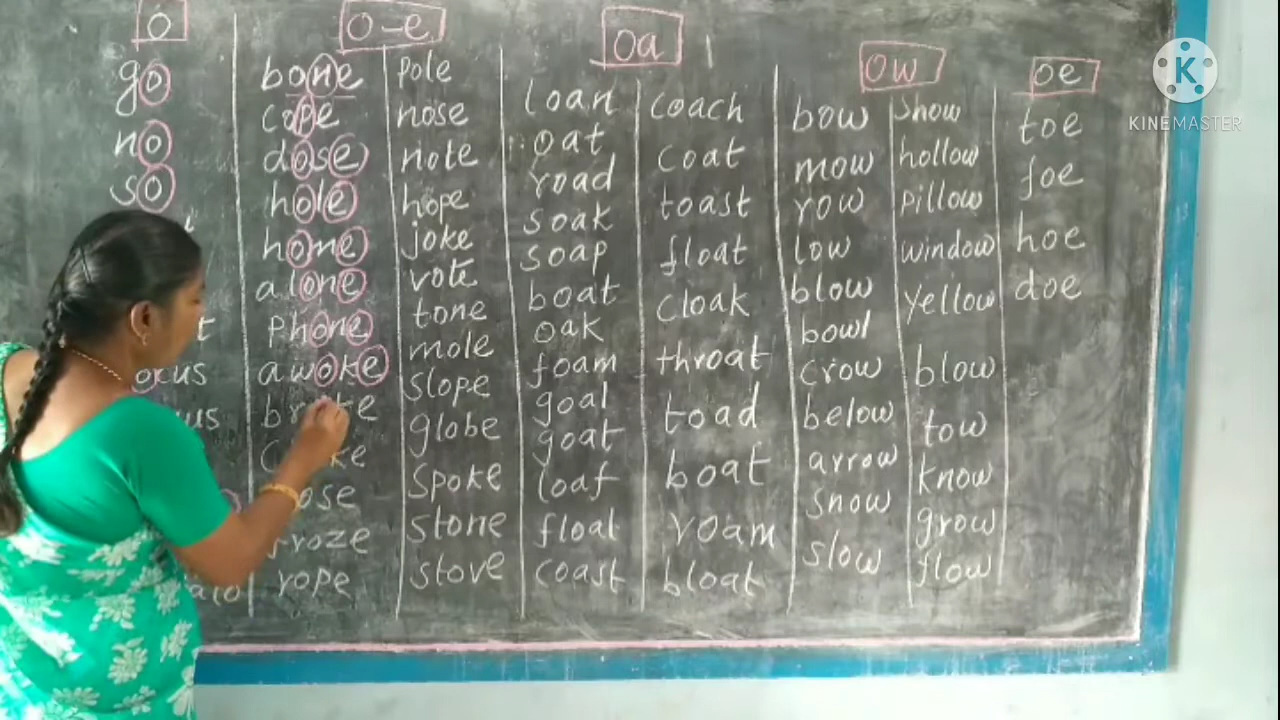 o
go
no
so
ocus
o-e
bone
cope
dose
hole
home
alone
Phone
awoke
froze
rope
Pole
nose
note
hope
joke
vote
tone
mole
slope
globe
spoke
stone
stove
oa
loan
oat
road
soak
soap
boat
oak
foam
goal
goat
loaf
float
coast
coach
coat
toast
float
cloak
throat
toad
boat
roam
bloat
ow
bow
mow
row
low
blow
bowl
crow
below
arrow
snow
slow
hollow
pillow
window
yellow
blow
tow
know
grow
flow
oe
toe
foe
hoe
doe
K
KINEMASTER